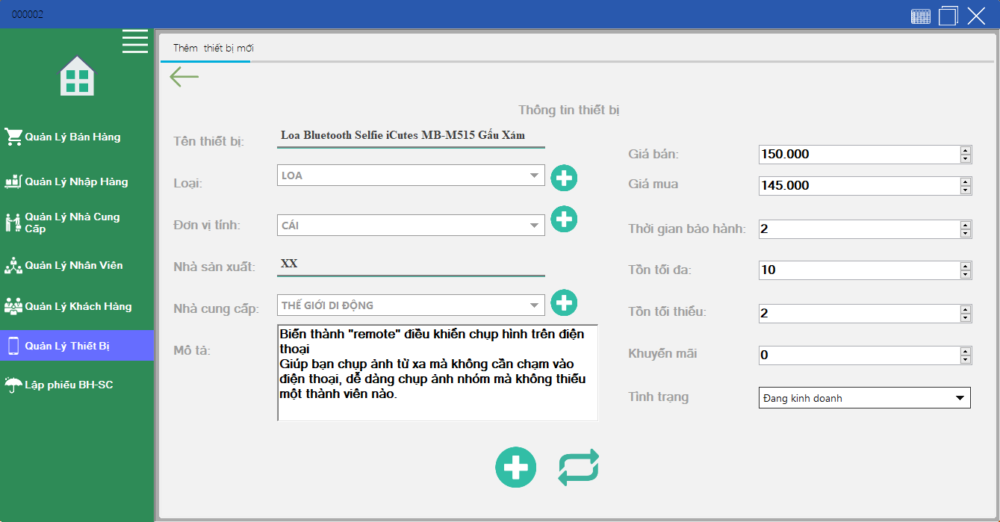 000002
Thêm thiết bị mới
Quản Lý Bán Hàng
Quản Lý Nhập Hàng
Quản Lý Nhà Cung
Cấp
Quản Lý Nhân Viên
Quản Lý Khách Hàng
Quản Lý Thiết Bị
Lập phiếu BH-SC
Thông tin thiết bị
Tên thiết bị:
Loa Bluetooth Selfie iCutes MB-M515 Gấu Xám
Loại:
LOA
Đơn vị tính:
CÁI
Nhà sản xuất:
XX
Nhà cung cấp:
THẾ GIỚI DI ĐỘNG
Mô tả:
Biến thành "remote" điều khiển chụp hình trên điện
thoại
Giúp bạn chụp ảnh từ xa mà không cần chạm vào
điện thoại, dễ dàng chụp ảnh nhóm mà không thiếu
một thành viên nào.
Giá bán:
150.000
Giá mua
145.000
Thời gian bảo hành:
2
Tồn tối đa:
10
Tồn tối thiểu:
2
Khuyến mãi
0
Tình trạng
Đang kinh doanh